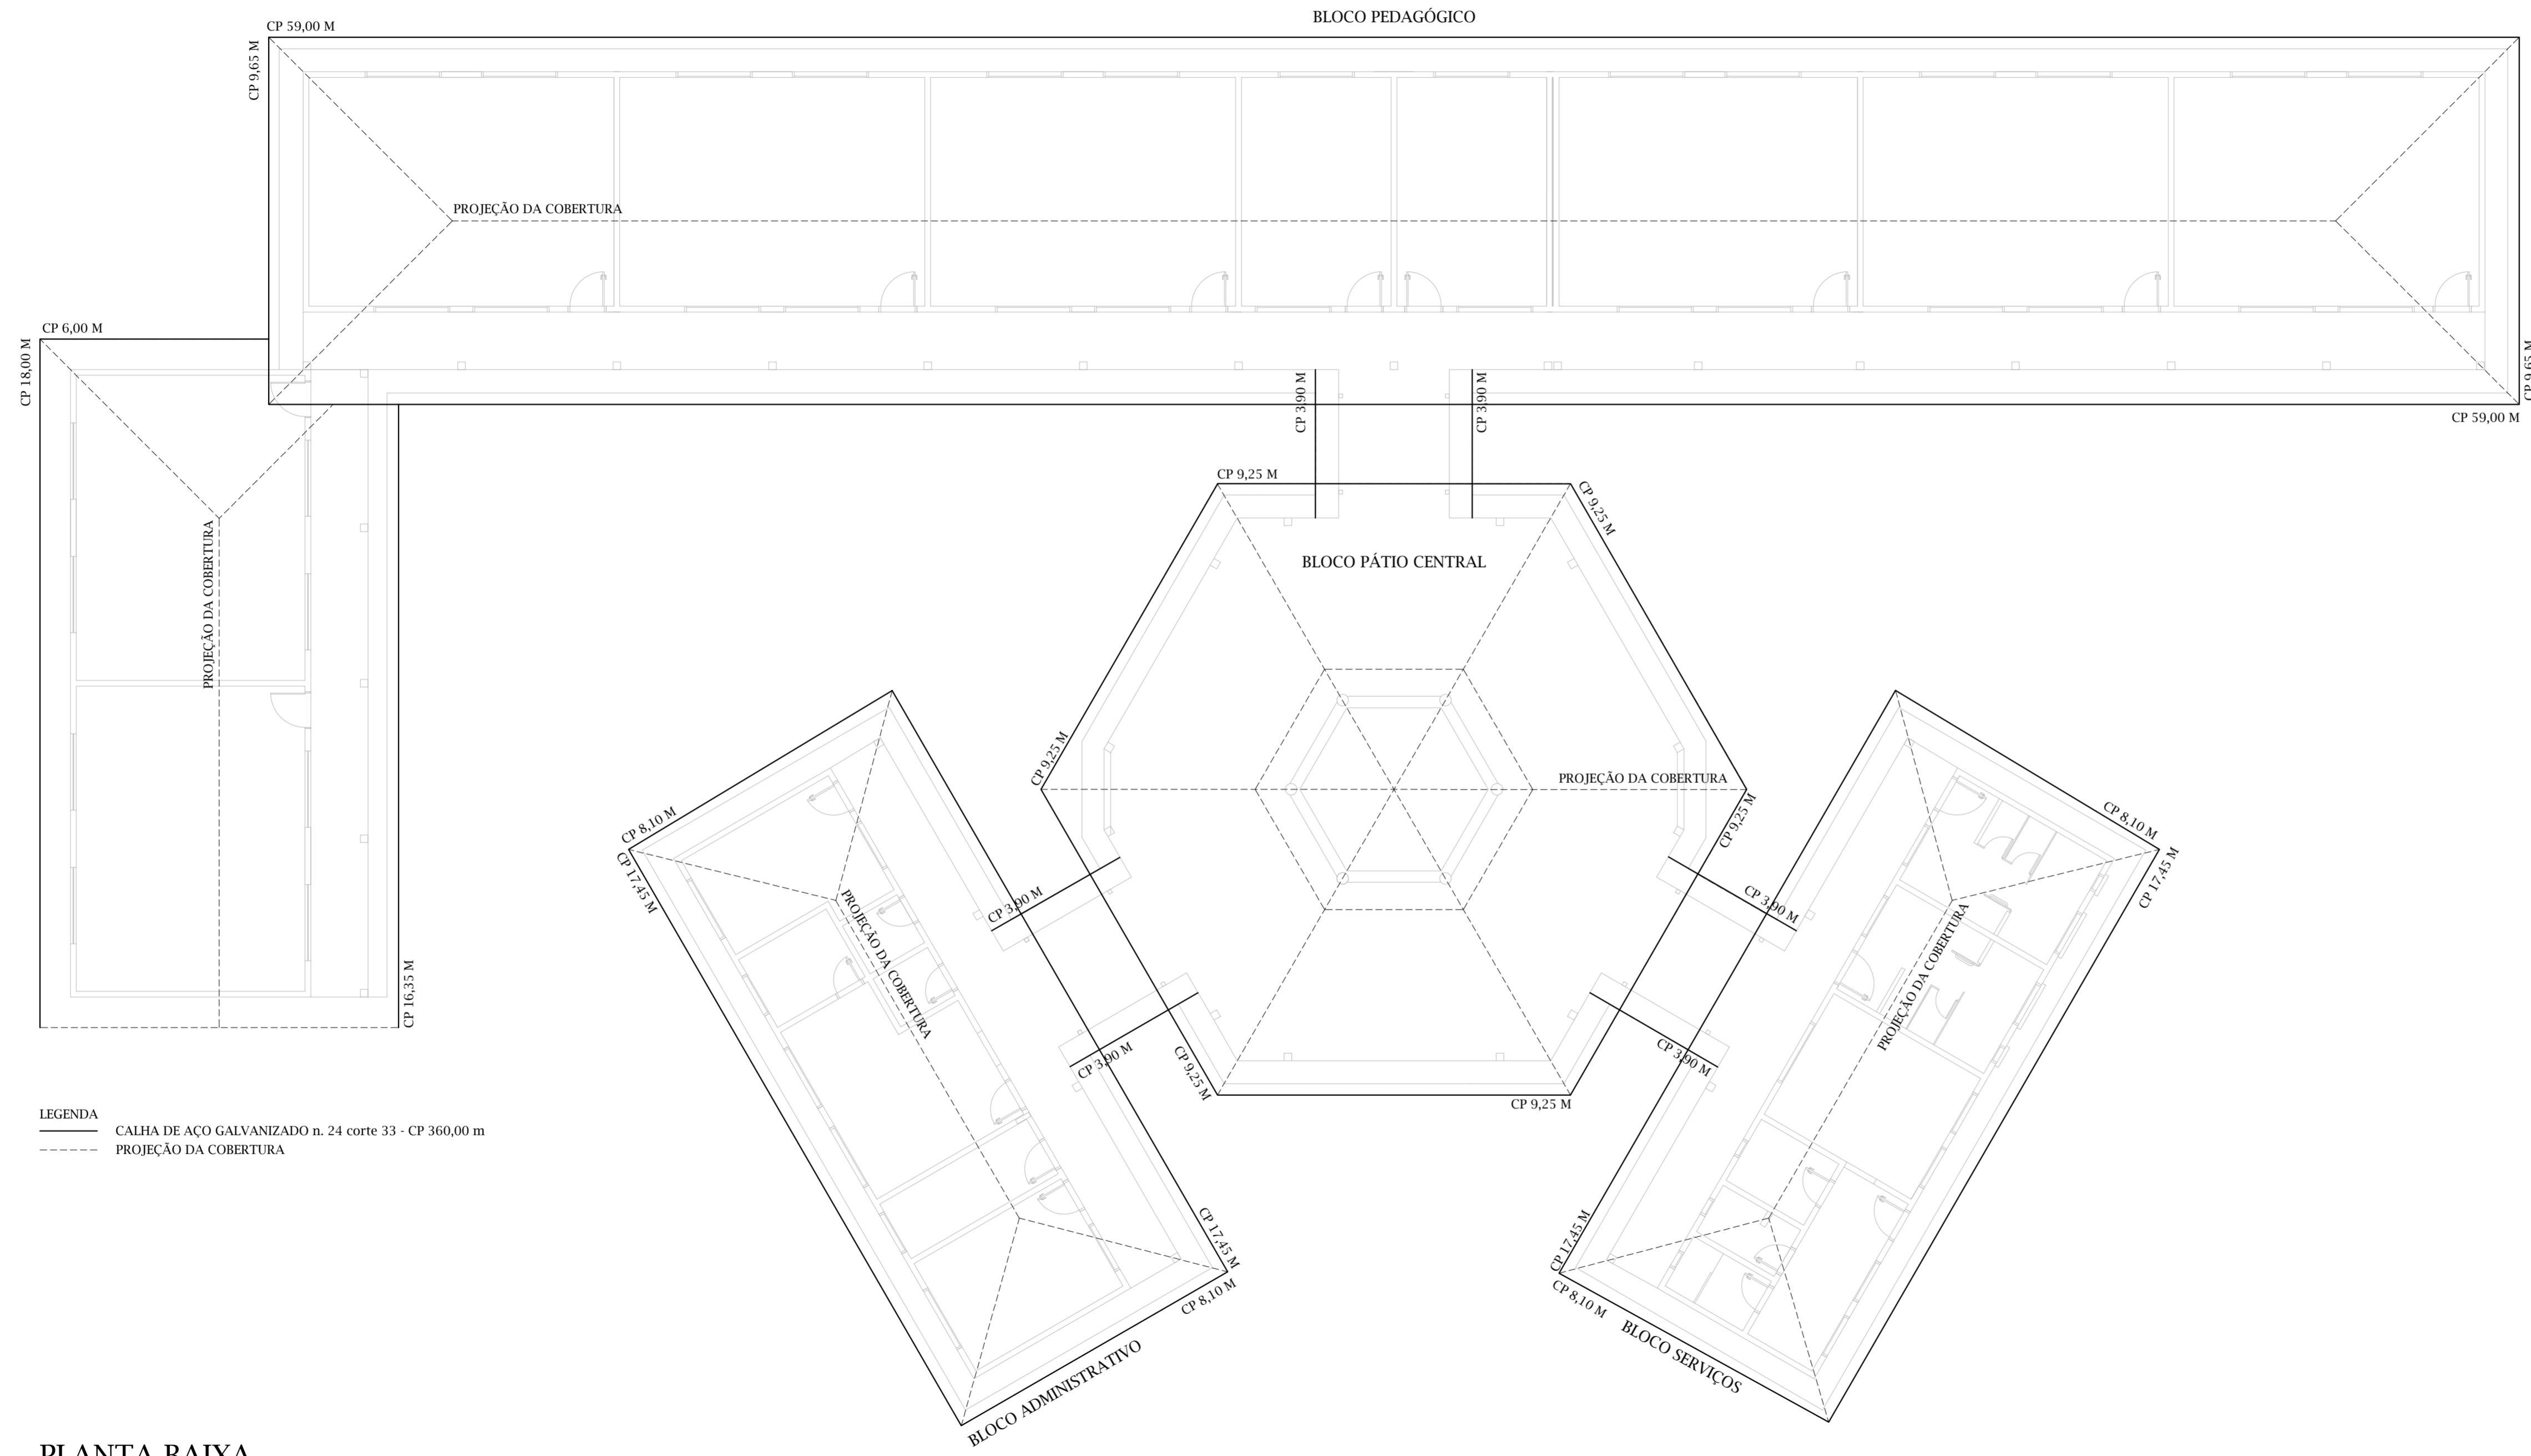 BLOCO PEDAGÓGICO
CP 59,00 M
CP 9,65 M
PROJEÇÃO DA COBERTURA
CP 6,00 M
CP 18,00 M
CP 9,65 M
CP 59,00 M
CP 3,90 M
CP 3,90 M
CP 9,25 M
CP 9,25 M
BLOCO PÁTIO CENTRAL
PROJEÇÃO DA COBERTURA
CP 9,25 M
PROJEÇÃO DA COBERTURA
CP 9,25 M
CP 8,10 M
CP 17,45 M
CP 8,10 M
CP 17,45 M
CP 3,90 M
CP 3,90 M
PROJEÇÃO DA COBERTURA
PROJEÇÃO DA COBERTURA
CP 16,35 M
CP 3,90 M
CP 3,90 M
CP 9,25 M
CP 9,25 M
LEGENDA
CALHA DE AÇO GALVANIZADO n. 24 corte 33 - CP 360,00 m
PROJEÇÃO DA COBERTURA
CP 17,45 M
CP 8,10 M
CP 17,45 M
CP 8,10 M
BLOCO ADMINISTRATIVO
BLOCO SERVIÇOS
PLANTA BAIXA